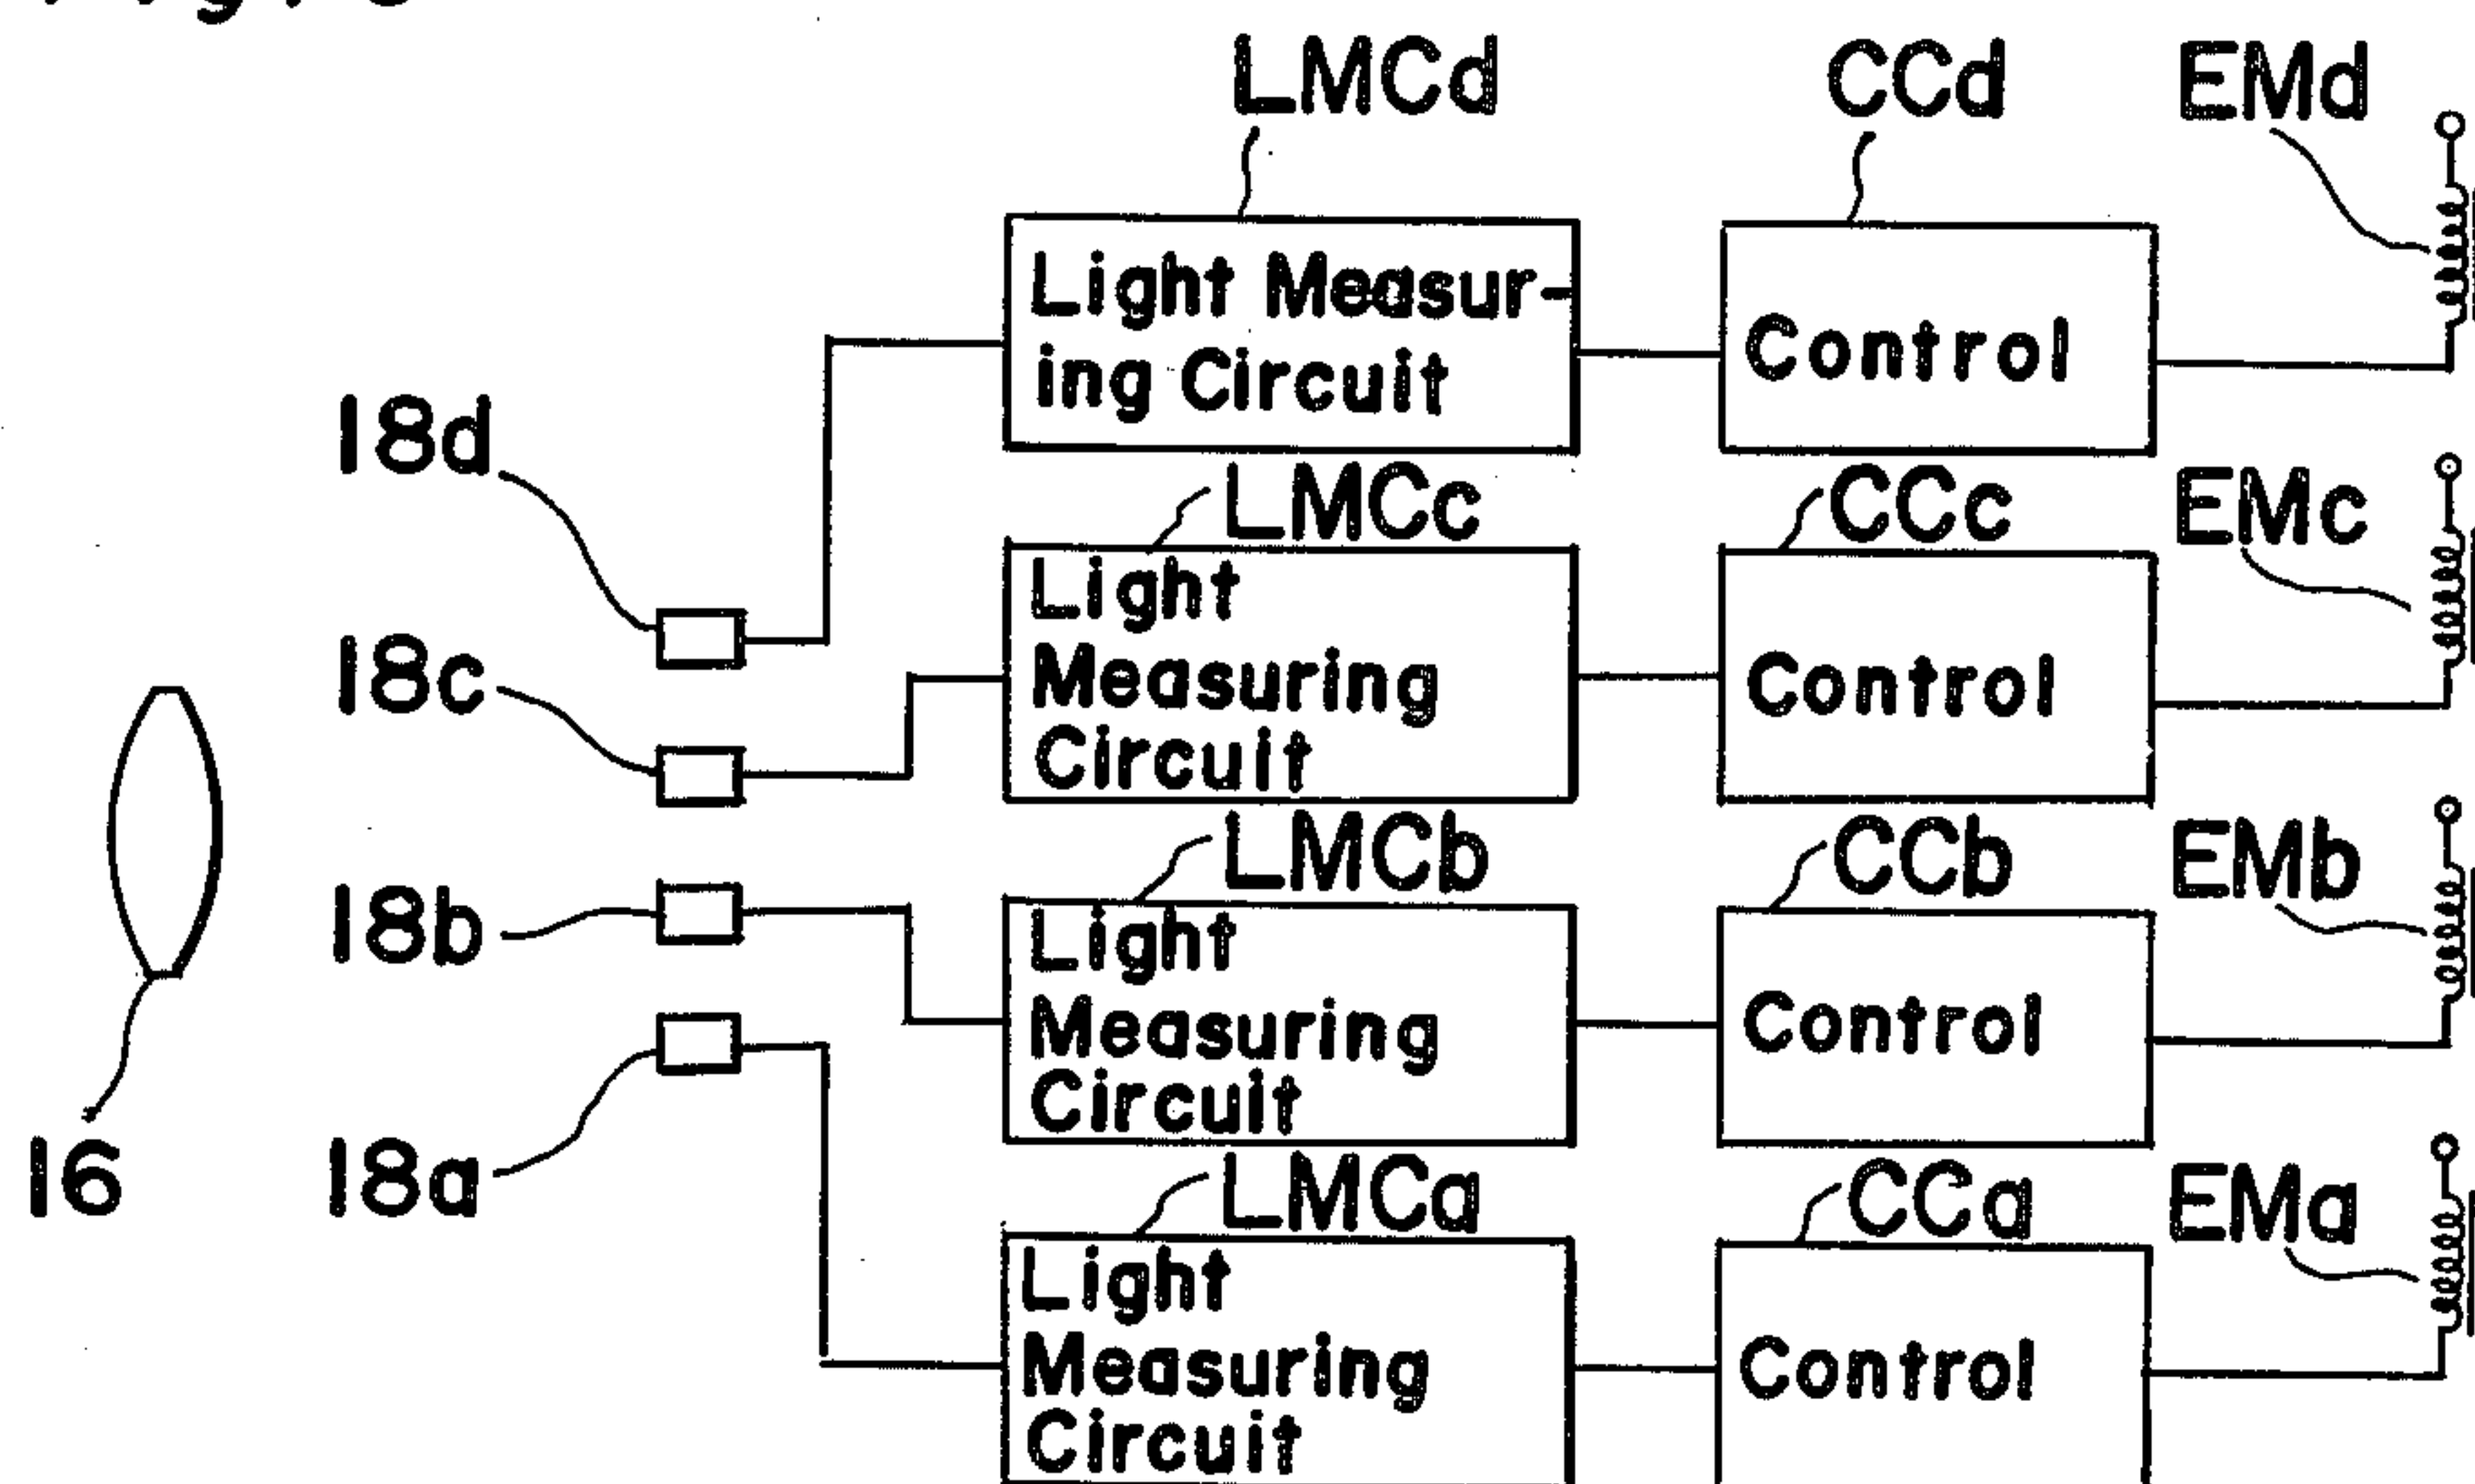 LMCd CCd EMd
Light Measur-
ing Circuit
Control
18d
LMCc CCc EMc
Light
Measuring
Circuit
Control
18c
LMCb CCb EMb
Light
Measuring
Circuit
Control
18b
LMCa CCa EMa
Light
Measuring
Circuit
Control
18a
16